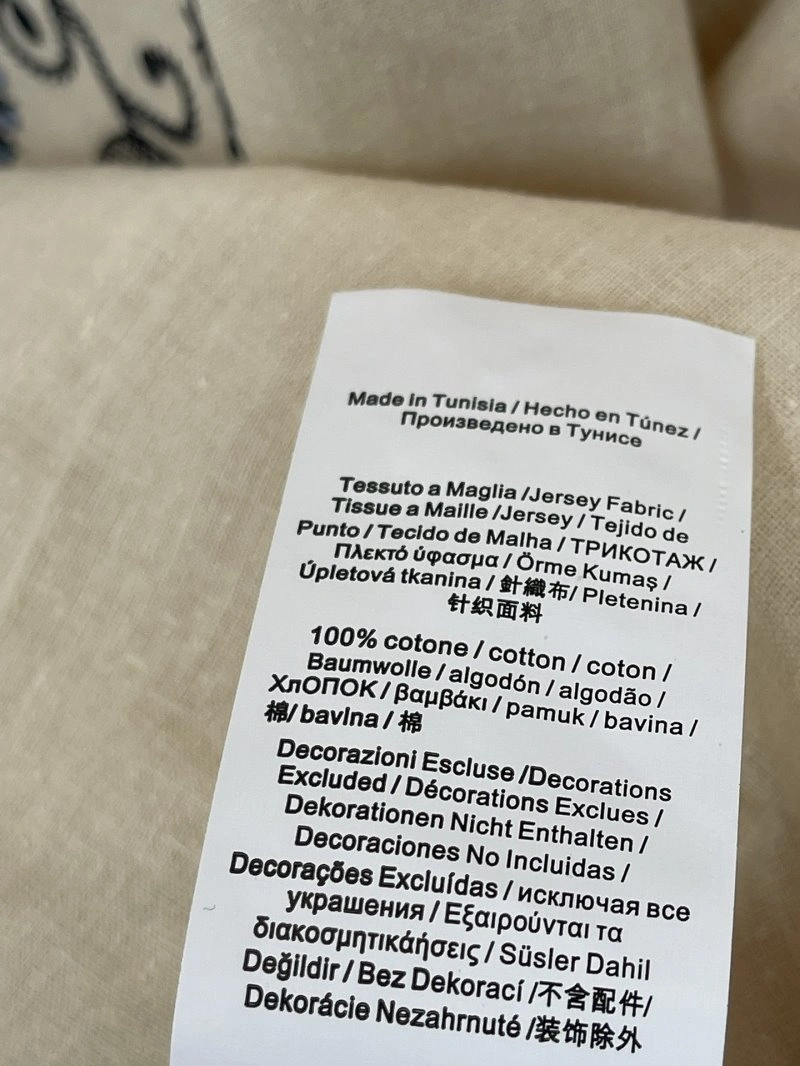 Made in Tunisia / Hecho en Túnez /
Произведено в Тунисе
Tessuto a Maglia /Jersey Fabric /
Tissue a Maille /Jersey / Tejido de
Punto / Tecido de Malha / ТРИКОТАЖ /
Πλεκτό ύφασμα / Örme Kumaş /
Úpletová tkanina / 針織布/ Pletenina /
针织面料
100% cotone / cotton / coton /
Baumwolle / algodón / algodão /
ХлОПОК / βαμβάκι / pamuk / bavina /
棉/ bavlna / 棉
Decorazioni Escluse /Decorations
Excluded / Décorations Exclues /
Dekorationen Nicht Enthalten /
Decoraciones No Incluidas /
Decorações Excluídas / исключая все
украшения / Εξαιρούνται τα
διακοσμητικάήσεις / Süsler Dahil
Değildir / Bez Dekorací /不含配件/
Dekorácie Nezahrnuté /装饰除外